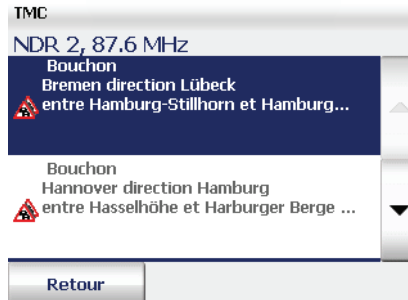 TMC
NDR 2, 87.6 MHz
Bouchon
Bremen direction Lübeck
entre Hamburg-Stillhorn et Hamburg...
Bouchon
Hannover direction Hamburg
entre Hasselhöhe et Harburger Berge ...
Retour